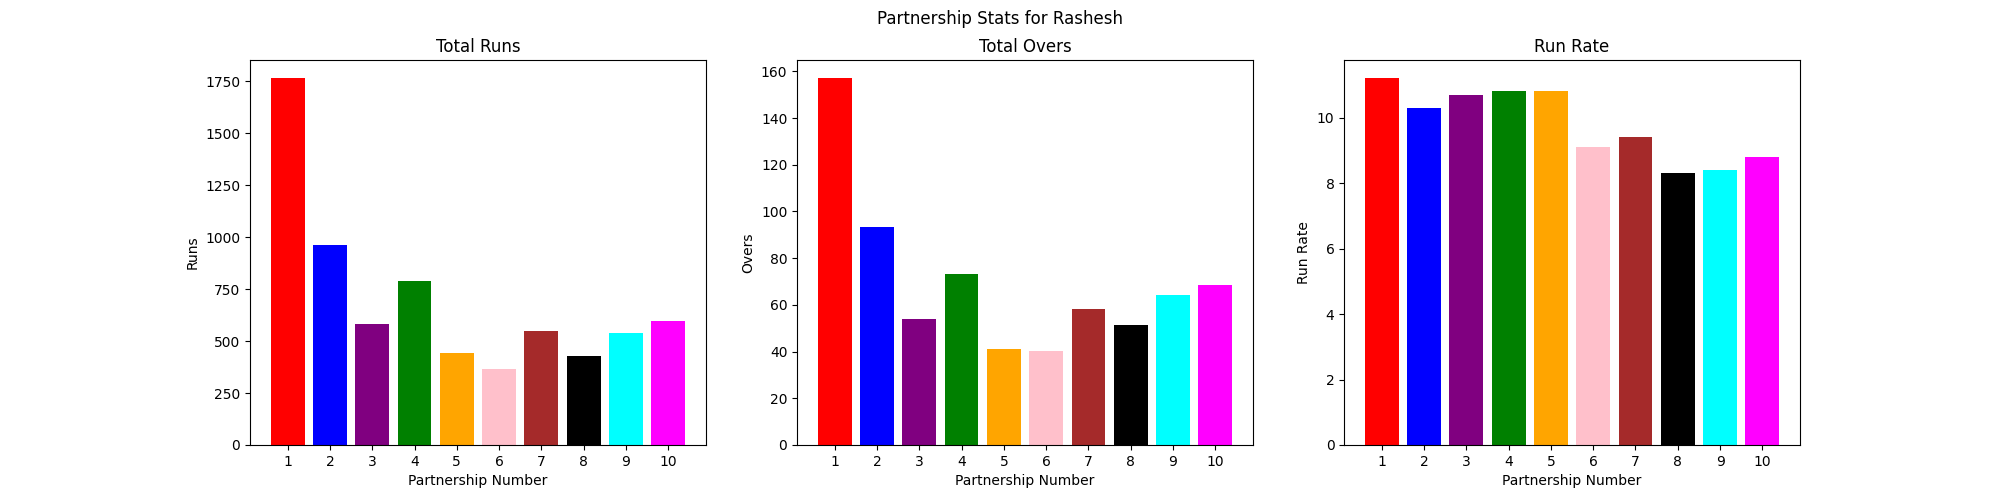 Partnership Stats for Rashesh
Total Runs
1750
1500
1250
1000
750
500
250
0
Runs
1 2 3 4 5 6 7 8 9 10
Partnership Number
Total Overs
160
140
120
100
80
60
40
20
0
Overs
1 2 3 4 5 6 7 8 9 10
Partnership Number
Run Rate
10
8
6
4
2
0
Run Rate
1 2 3 4 5 6 7 8 9 10
Partnership Number